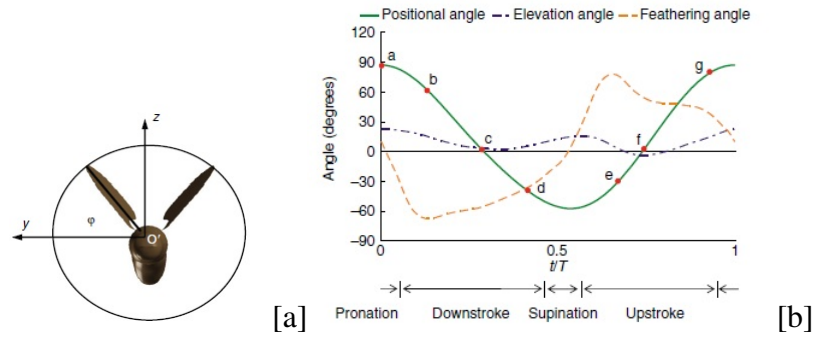 z
y
φ
O'
[a]
Positional angle Elevation angle Feathering angle
Angle (degrees)
120
90
60
30
0
−30
−60
−90
a
b
c
d
e
f
g
0 0.5 1
t/T
Pronation Downstroke Supination Upstroke
[b]